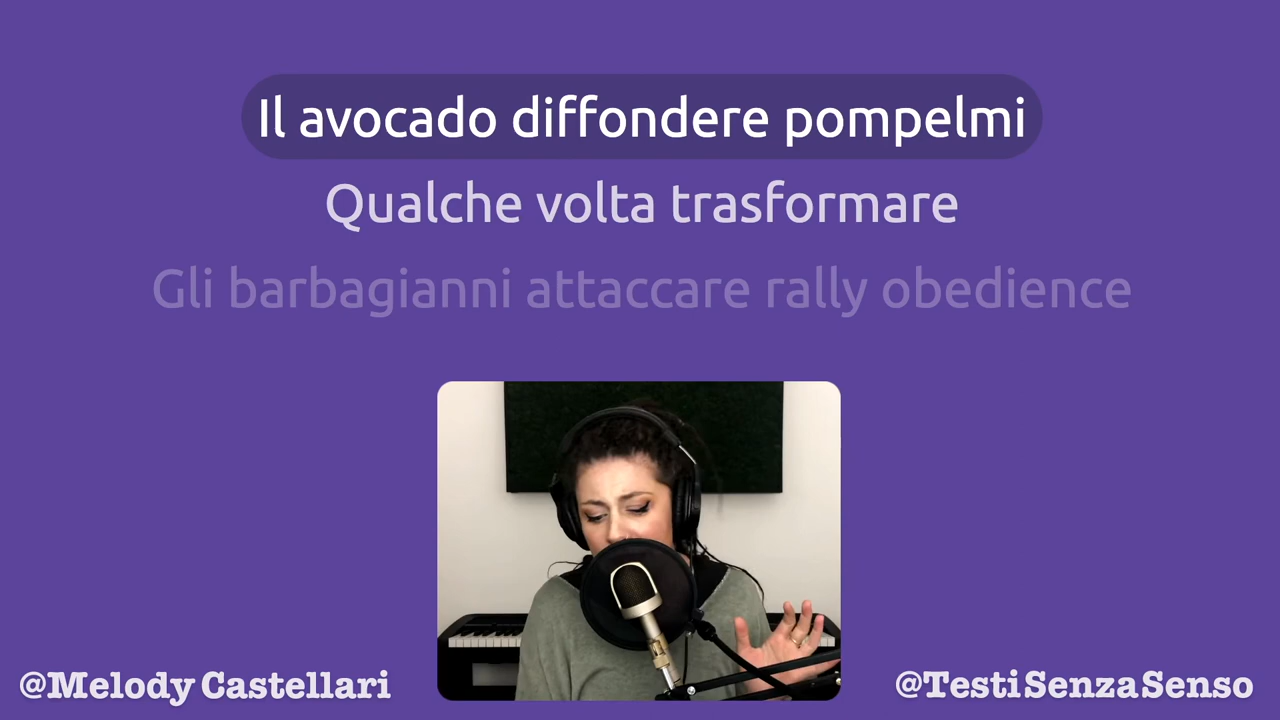 Il avocado diffondere pompelmi
Qualche volta trasformare
Gli barbagianni attaccare rally obedience
@Melody Castellari
@TestiSenzaSenso